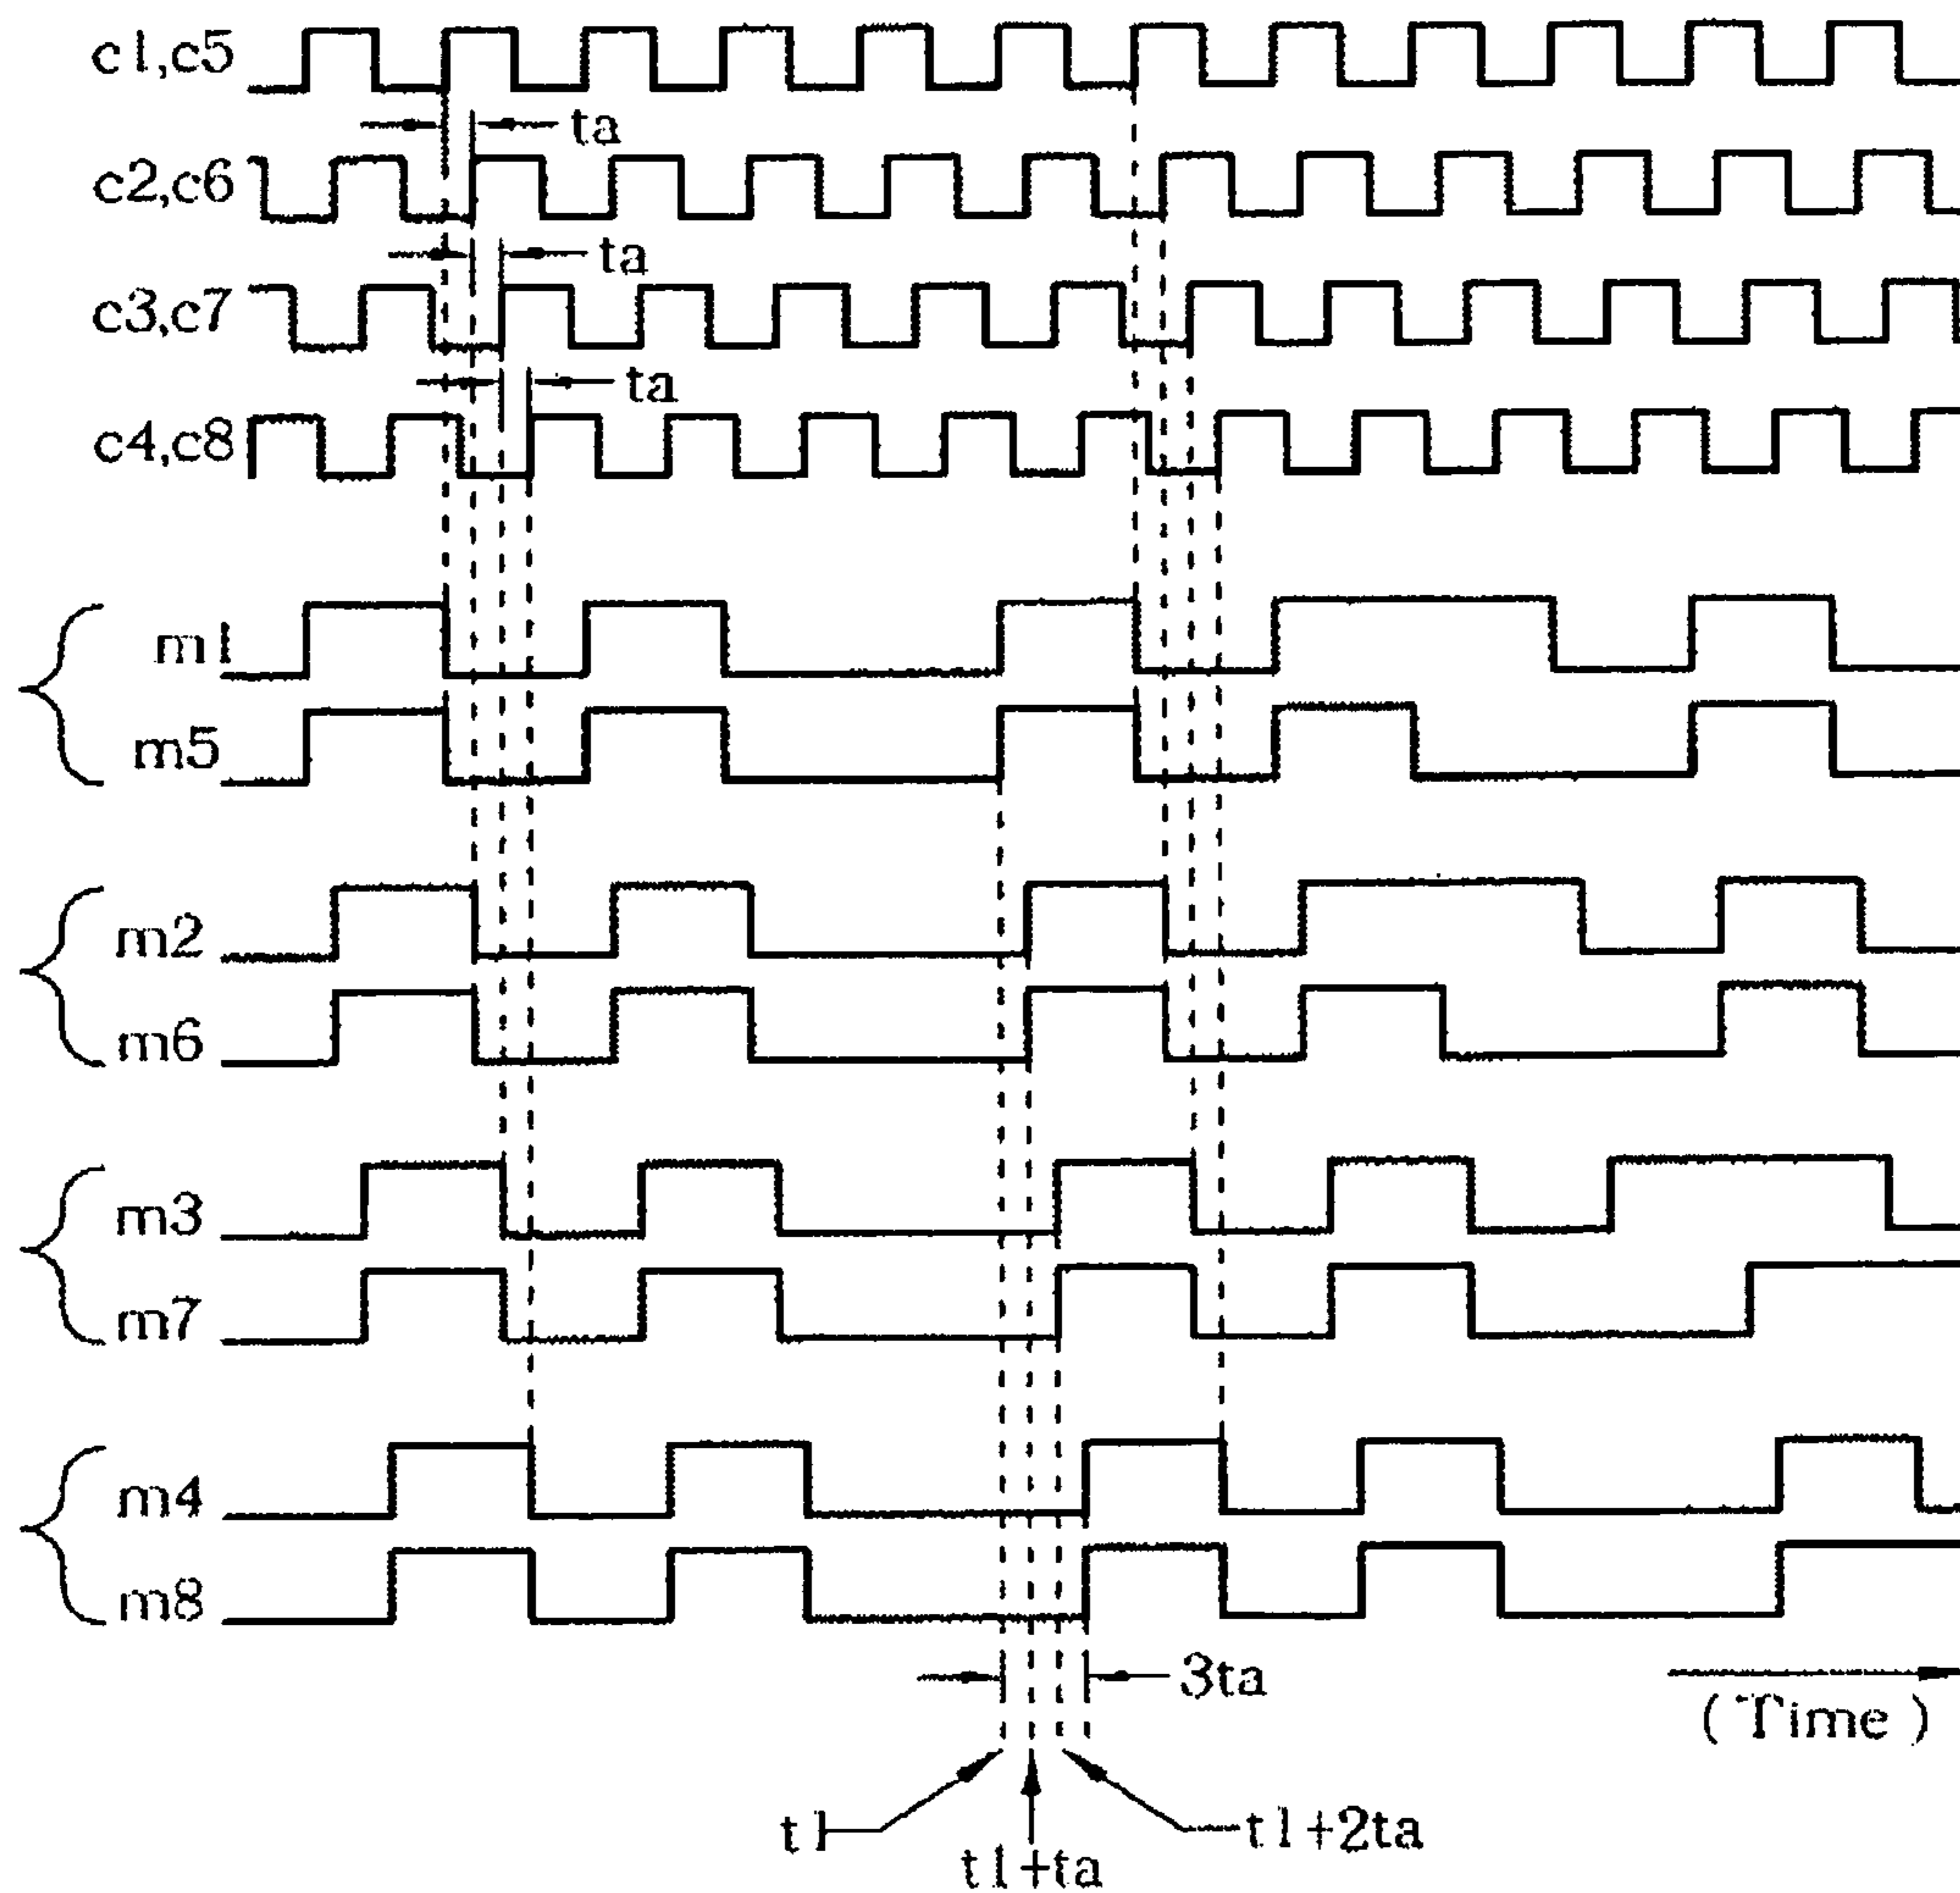 c1,c5
ta
c2,c6
ta
c3,c7
ta
c4,c8
m1
m5
m2
m6
m3
m7
m4
m8
3ta
(Time)
t1
t1+2ta
t1+ta